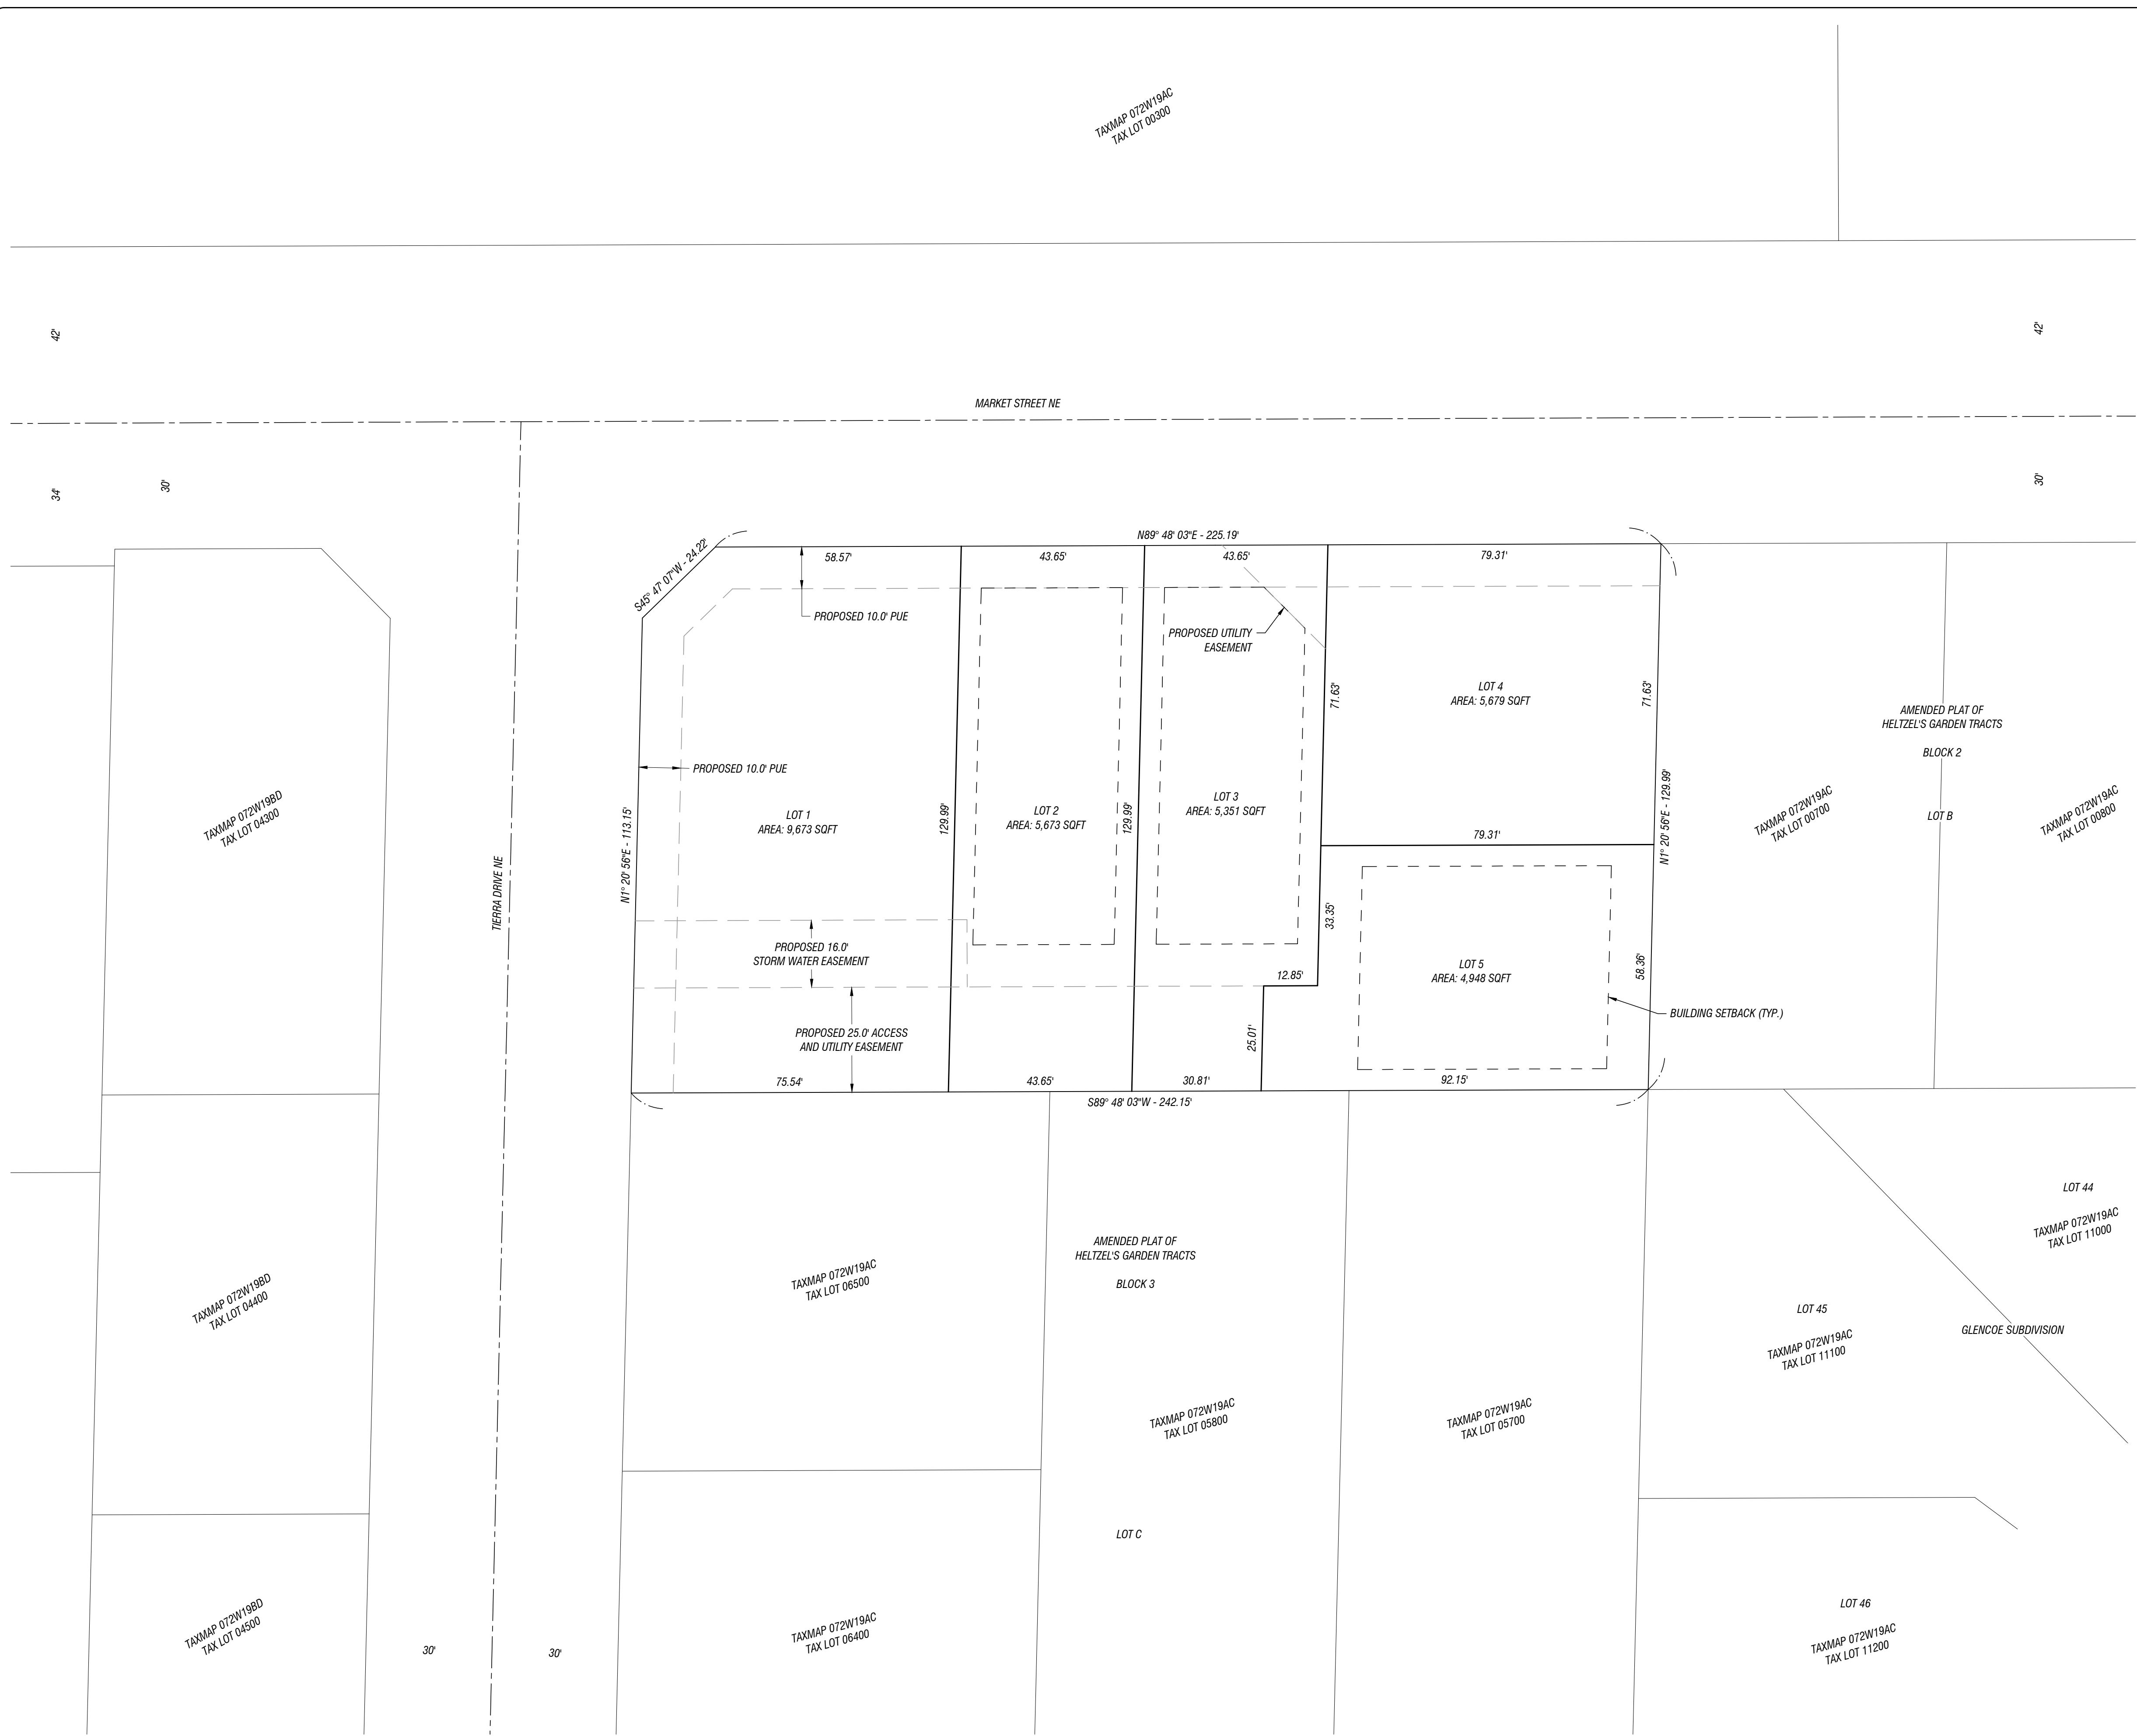 TAXMAP 072W19AC
TAX LOT 00300
42'
42'
MARKET STREET NE
34'
30'
30'
N89° 48' 03"E - 225.19'
S45° 47' 07"W - 24.22'
58.57'
43.65'
43.65'
79.31'
PROPOSED 10.0' PUE
PROPOSED UTILITY
EASEMENT
71.63'
LOT 4
AREA: 5,679 SQFT
71.63'
AMENDED PLAT OF
HELTZEL'S GARDEN TRACTS
BLOCK 2
PROPOSED 10.0' PUE
TAXMAP 072W19BD
TAX LOT 04300
TIERRA DRIVE NE
N1° 20' 56"E - 113.15'
LOT 1
AREA: 9,673 SQFT
129.99'
LOT 2
AREA: 5,673 SQFT
129.99'
LOT 3
AREA: 5,351 SQFT
79.31'
N1° 20' 56"E - 129.99'
TAXMAP 072W19AC
TAX LOT 00700
LOT B
TAXMAP 072W19AC
TAX LOT 00800
33.35'
PROPOSED 16.0'
STORM WATER EASEMENT
12.85'
LOT 5
AREA: 4,948 SQFT
58.36'
BUILDING SETBACK (TYP.)
PROPOSED 25.0' ACCESS
AND UTILITY EASEMENT
25.01'
75.54'
43.65'
30.81'
92.15'
S89° 48' 03"W - 242.15'
LOT 44
TAXMAP 072W19AC
TAX LOT 11000
AMENDED PLAT OF
HELTZEL'S GARDEN TRACTS
BLOCK 3
TAXMAP 072W19BD
TAX LOT 04400
TAXMAP 072W19AC
TAX LOT 06500
LOT 45
TAXMAP 072W19AC
TAX LOT 11100
GLENCOE SUBDIVISION
TAXMAP 072W19AC
TAX LOT 05800
TAXMAP 072W19AC
TAX LOT 05700
LOT C
TAXMAP 072W19BD
TAX LOT 04500
30'
30'
TAXMAP 072W19AC
TAX LOT 06400
LOT 46
TAXMAP 072W19AC
TAX LOT 11200